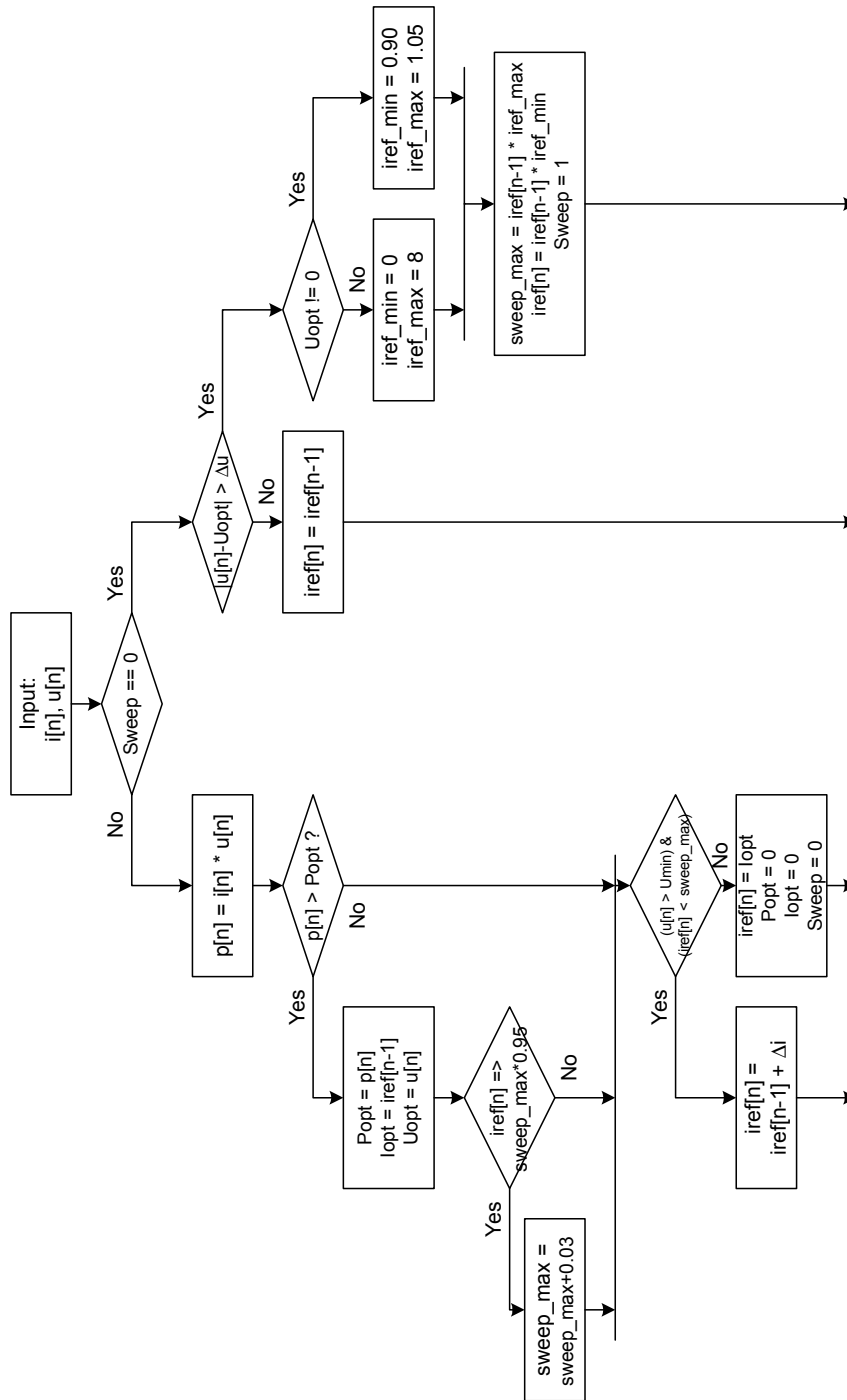 Input:
i[n], u[n]
Sweep == 0
No
Yes
p[n] = i[n] * u[n]
|u[n]-Uopt| > Δu
Yes
No
p[n] > Popt ?
Yes
No
iref[n] = iref[n-1]
Uopt != 0
Yes
No
Popt = p[n]
Iopt = iref[n-1]
Uopt = u[n]
iref_min = 0
iref_max = 8
iref_min = 0.90
iref_max = 1.05
iref[n] =>
sweep_max*0.95
Yes
No
sweep_max = iref[n-1] * iref_max
iref[n] = iref[n-1] * iref_min
Sweep = 1
sweep_max =
sweep_max+0.03
(u[n] > Umin) &
(iref[n] < sweep_max)
Yes
No
iref[n] =
iref[n-1] + Δi
iref[n] = Iopt
Popt = 0
Iopt = 0
Sweep = 0